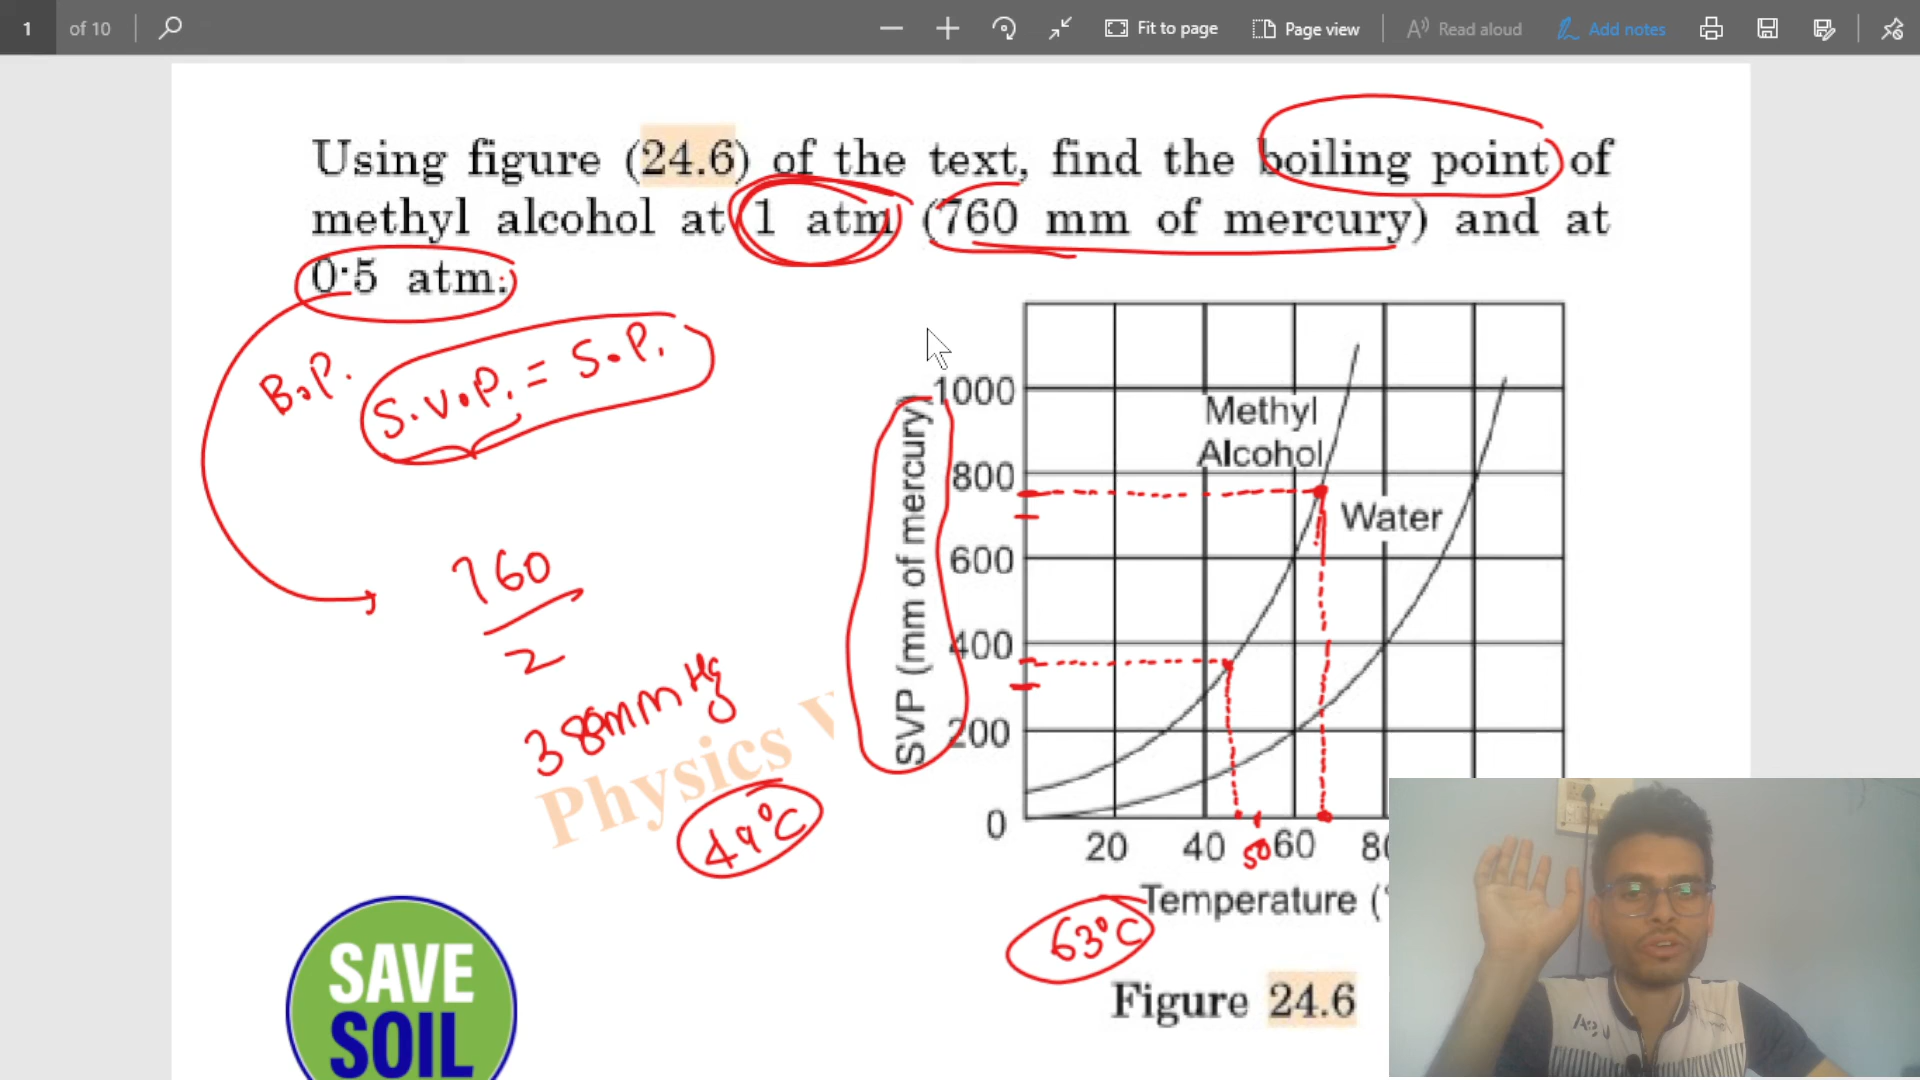 1 of 10 Fit to page Page view Read aloud Add notes
Using figure (24.6) of the text, find the boiling point of
methyl alcohol at 1 atm (760 mm of mercury) and at
0·5 atm.
B.P. S.V.P. = S.P.
760
2
380mm Hg
Physics
49°C
SAVE
SOIL
SVP (mm of mercury)
1000
800
600
400
200
0
Methyl
Alcohol
Water
20 40 50 60
Temperature (
63°C
Figure 24.6